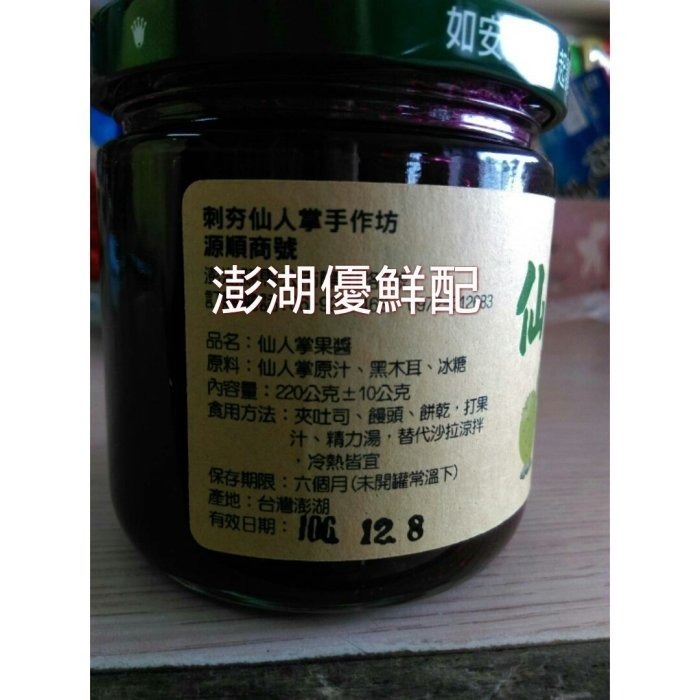 如安
刺夯仙人掌手作坊
源順商號
澎湖優鮮配
品名：仙人掌果醬
原料：仙人掌原汁、黑木耳、冰糖
內容量：220公克±10公克
食用方法：夾吐司、饅頭、餅乾，打果
汁、精力湯，替代沙拉涼拌
，冷熱皆宜
保存期限：六個月(未開罐常溫下)
產地：台灣澎湖
有效日期：106 12 8
仙